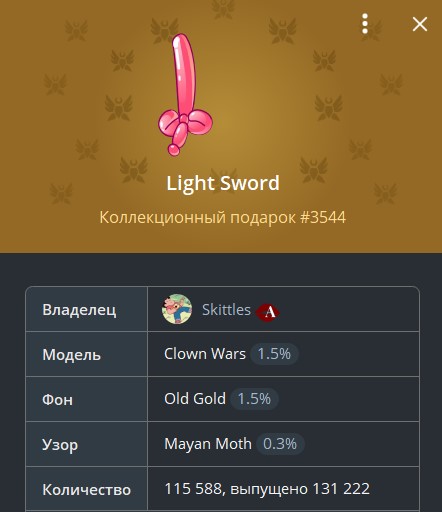 Light Sword
Коллекционный подарок #3544
Владелец Skittles A
Модель Clown Wars 1.5%
Фон Old Gold 1.5%
Узор Mayan Moth 0.3%
Количество 115 588, выпущено 131 222